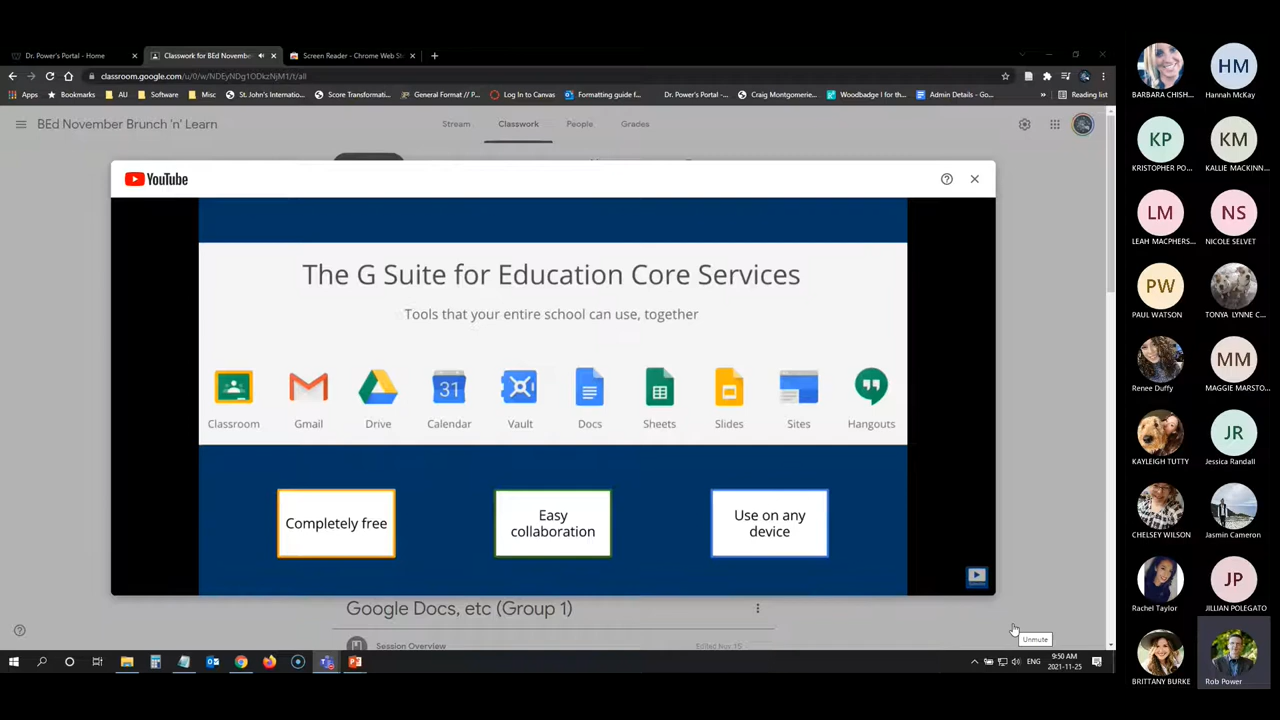 Dr. Power's Portal - Home
Classwork for BEd Novembe
Screen Reader - Chrome Web St
classroom.google.com/u/0/w/NDEyNDg1ODkzNjM1/t/all
Apps
Bookmarks
AU
Software
Misc
St. John's Internatio...
Score Transformati...
General Format // P...
Log In to Canvas
Formatting guide f...
Dr. Power's Portal -...
Craig Montgomerie...
Woodbadge I for th...
Admin Details - Go...
»
Reading list
BEd November Brunch 'n' Learn
Stream
Classwork
People
Grades
YouTube
The G Suite for Education Core Services
Tools that your entire school can use, together
31
Classroom
Gmail
Drive
Calendar
Vault
Docs
Sheets
Slides
Sites
Hangouts
Completely free
Easy
collaboration
Use on any
device
Google Docs, etc (Group 1)
Session Overview
Edited Nov 15
Unmute
ENG
9:50 AM
2021-11-25
BARBARA CHISH...
HM
Hannah McKay
KP
KRISTOPHER PO...
KM
KALLIE MACKINN...
LM
LEAH MACPHERS...
NS
NICOLE SELVET
PW
PAUL WATSON
TONYA LYNNE C...
Renee Duffy
MM
MAGGIE MARSTO...
KAYLEIGH TUTTY
JR
Jessica Randall
CHELSEY WILSON
Jasmin Cameron
Rachel Taylor
JP
JILLIAN POLEGATO
BRITTANY BURKE
Rob Power